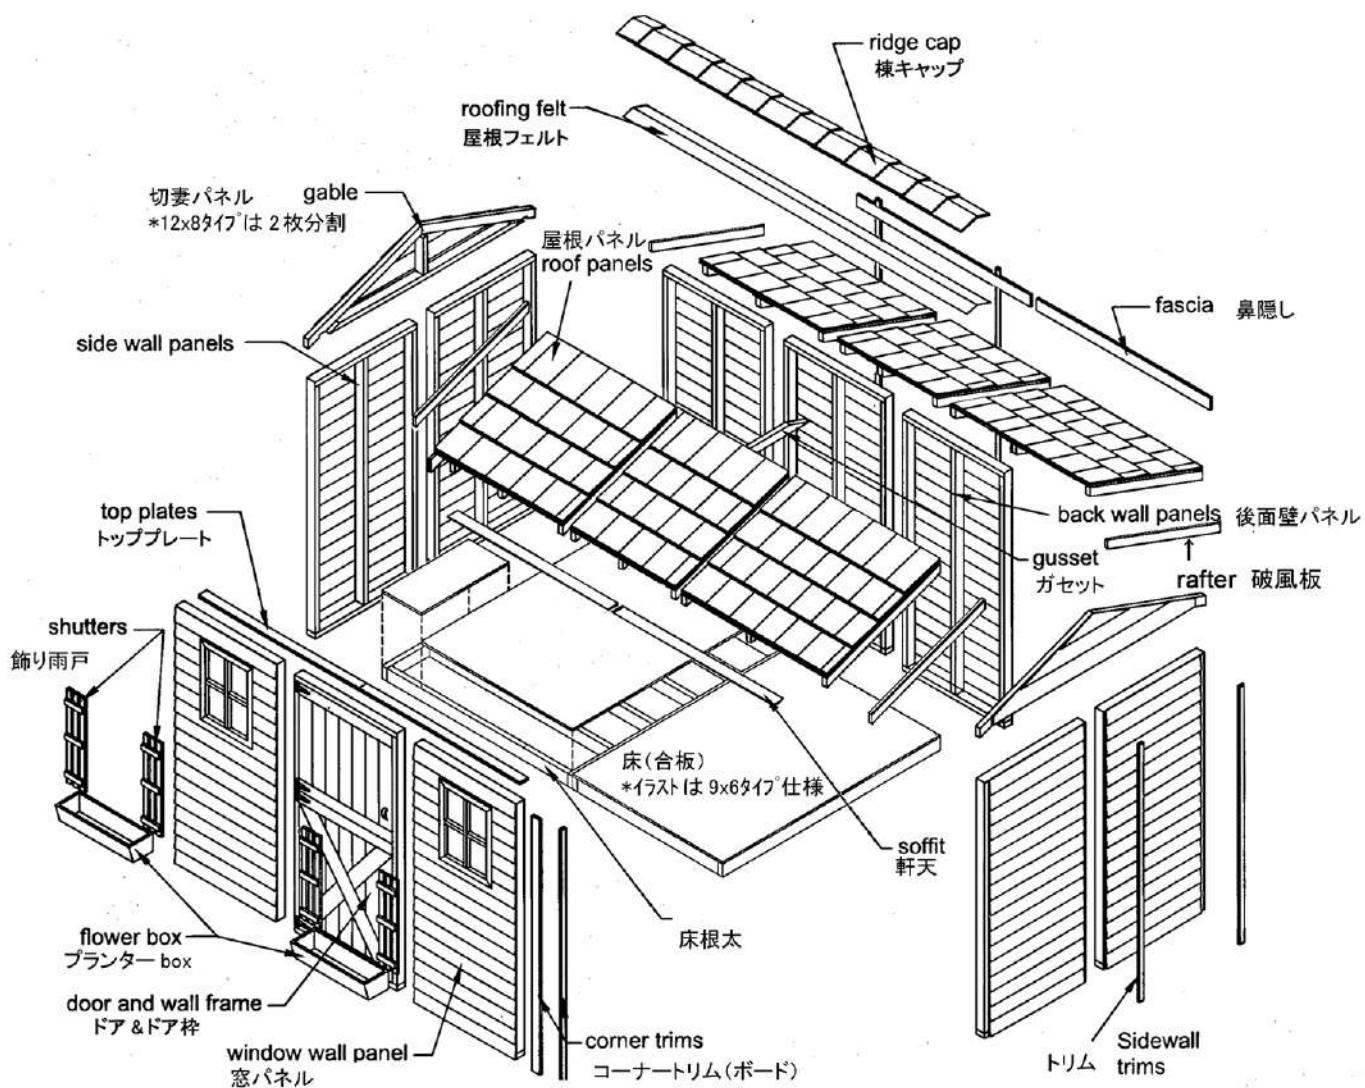 ridge cap
棟キャップ
roofing felt
屋根フェルト
切妻パネル gable
*12x8タイプは２枚分割
屋根パネル
roof panels
fascia 鼻隠し
side wall panels
top plates
トッププレート
back wall panels 後面壁パネル
gusset
ガセット
rafter 破風板
shutters
飾り雨戸
床(合板)
*イラストは 9x6タイプ仕様
soffit
軒天
床根太
flower box
プランター box
door and wall frame
ドア＆ドア枠
window wall panel
窓パネル
corner trims
コーナートリム(ボード)
Sidewall
trims
トリム